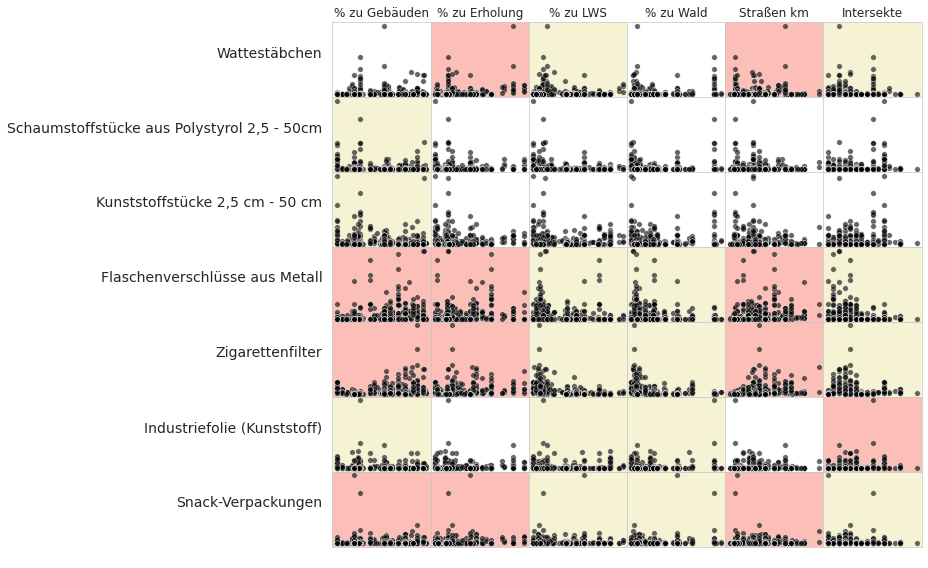 % zu Gebäuden % zu Erholung % zu LWS % zu Wald Straßen km Intersekte
Wattestäbchen
Schaumstoffstücke aus Polystyrol 2,5 - 50cm
Kunststoffstücke 2,5 cm - 50 cm
Flaschenverschlüsse aus Metall
Zigarettenfilter
Industriefolie (Kunststoff)
Snack-Verpackungen